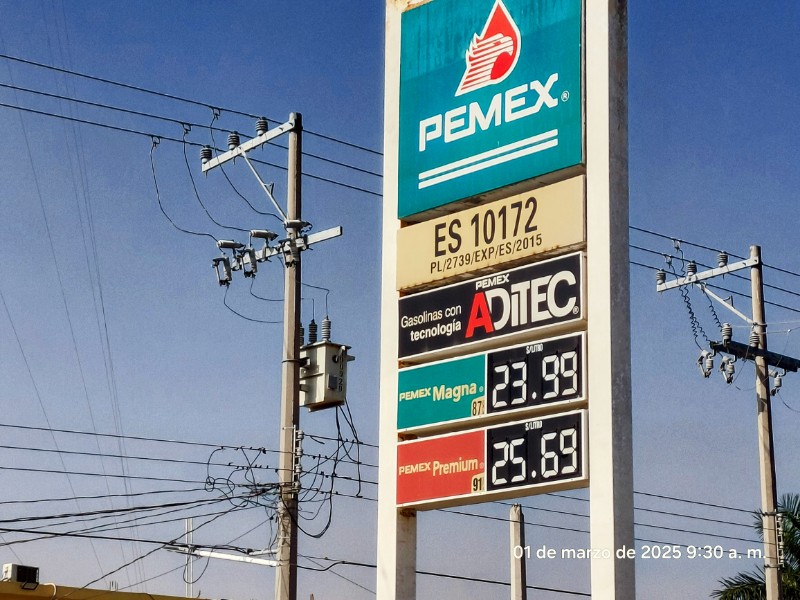 PEMEX®
ES 10172
PL/2739/EXP/ES/2015
PEMEX
Gasolinas con
tecnología
ADiTEC®
$/LITRO
PEMEX Magna® 87
23.99
$/LITRO
PEMEX Premium® 91
25.69
01 de marzo de 2025 9:30 a. m.